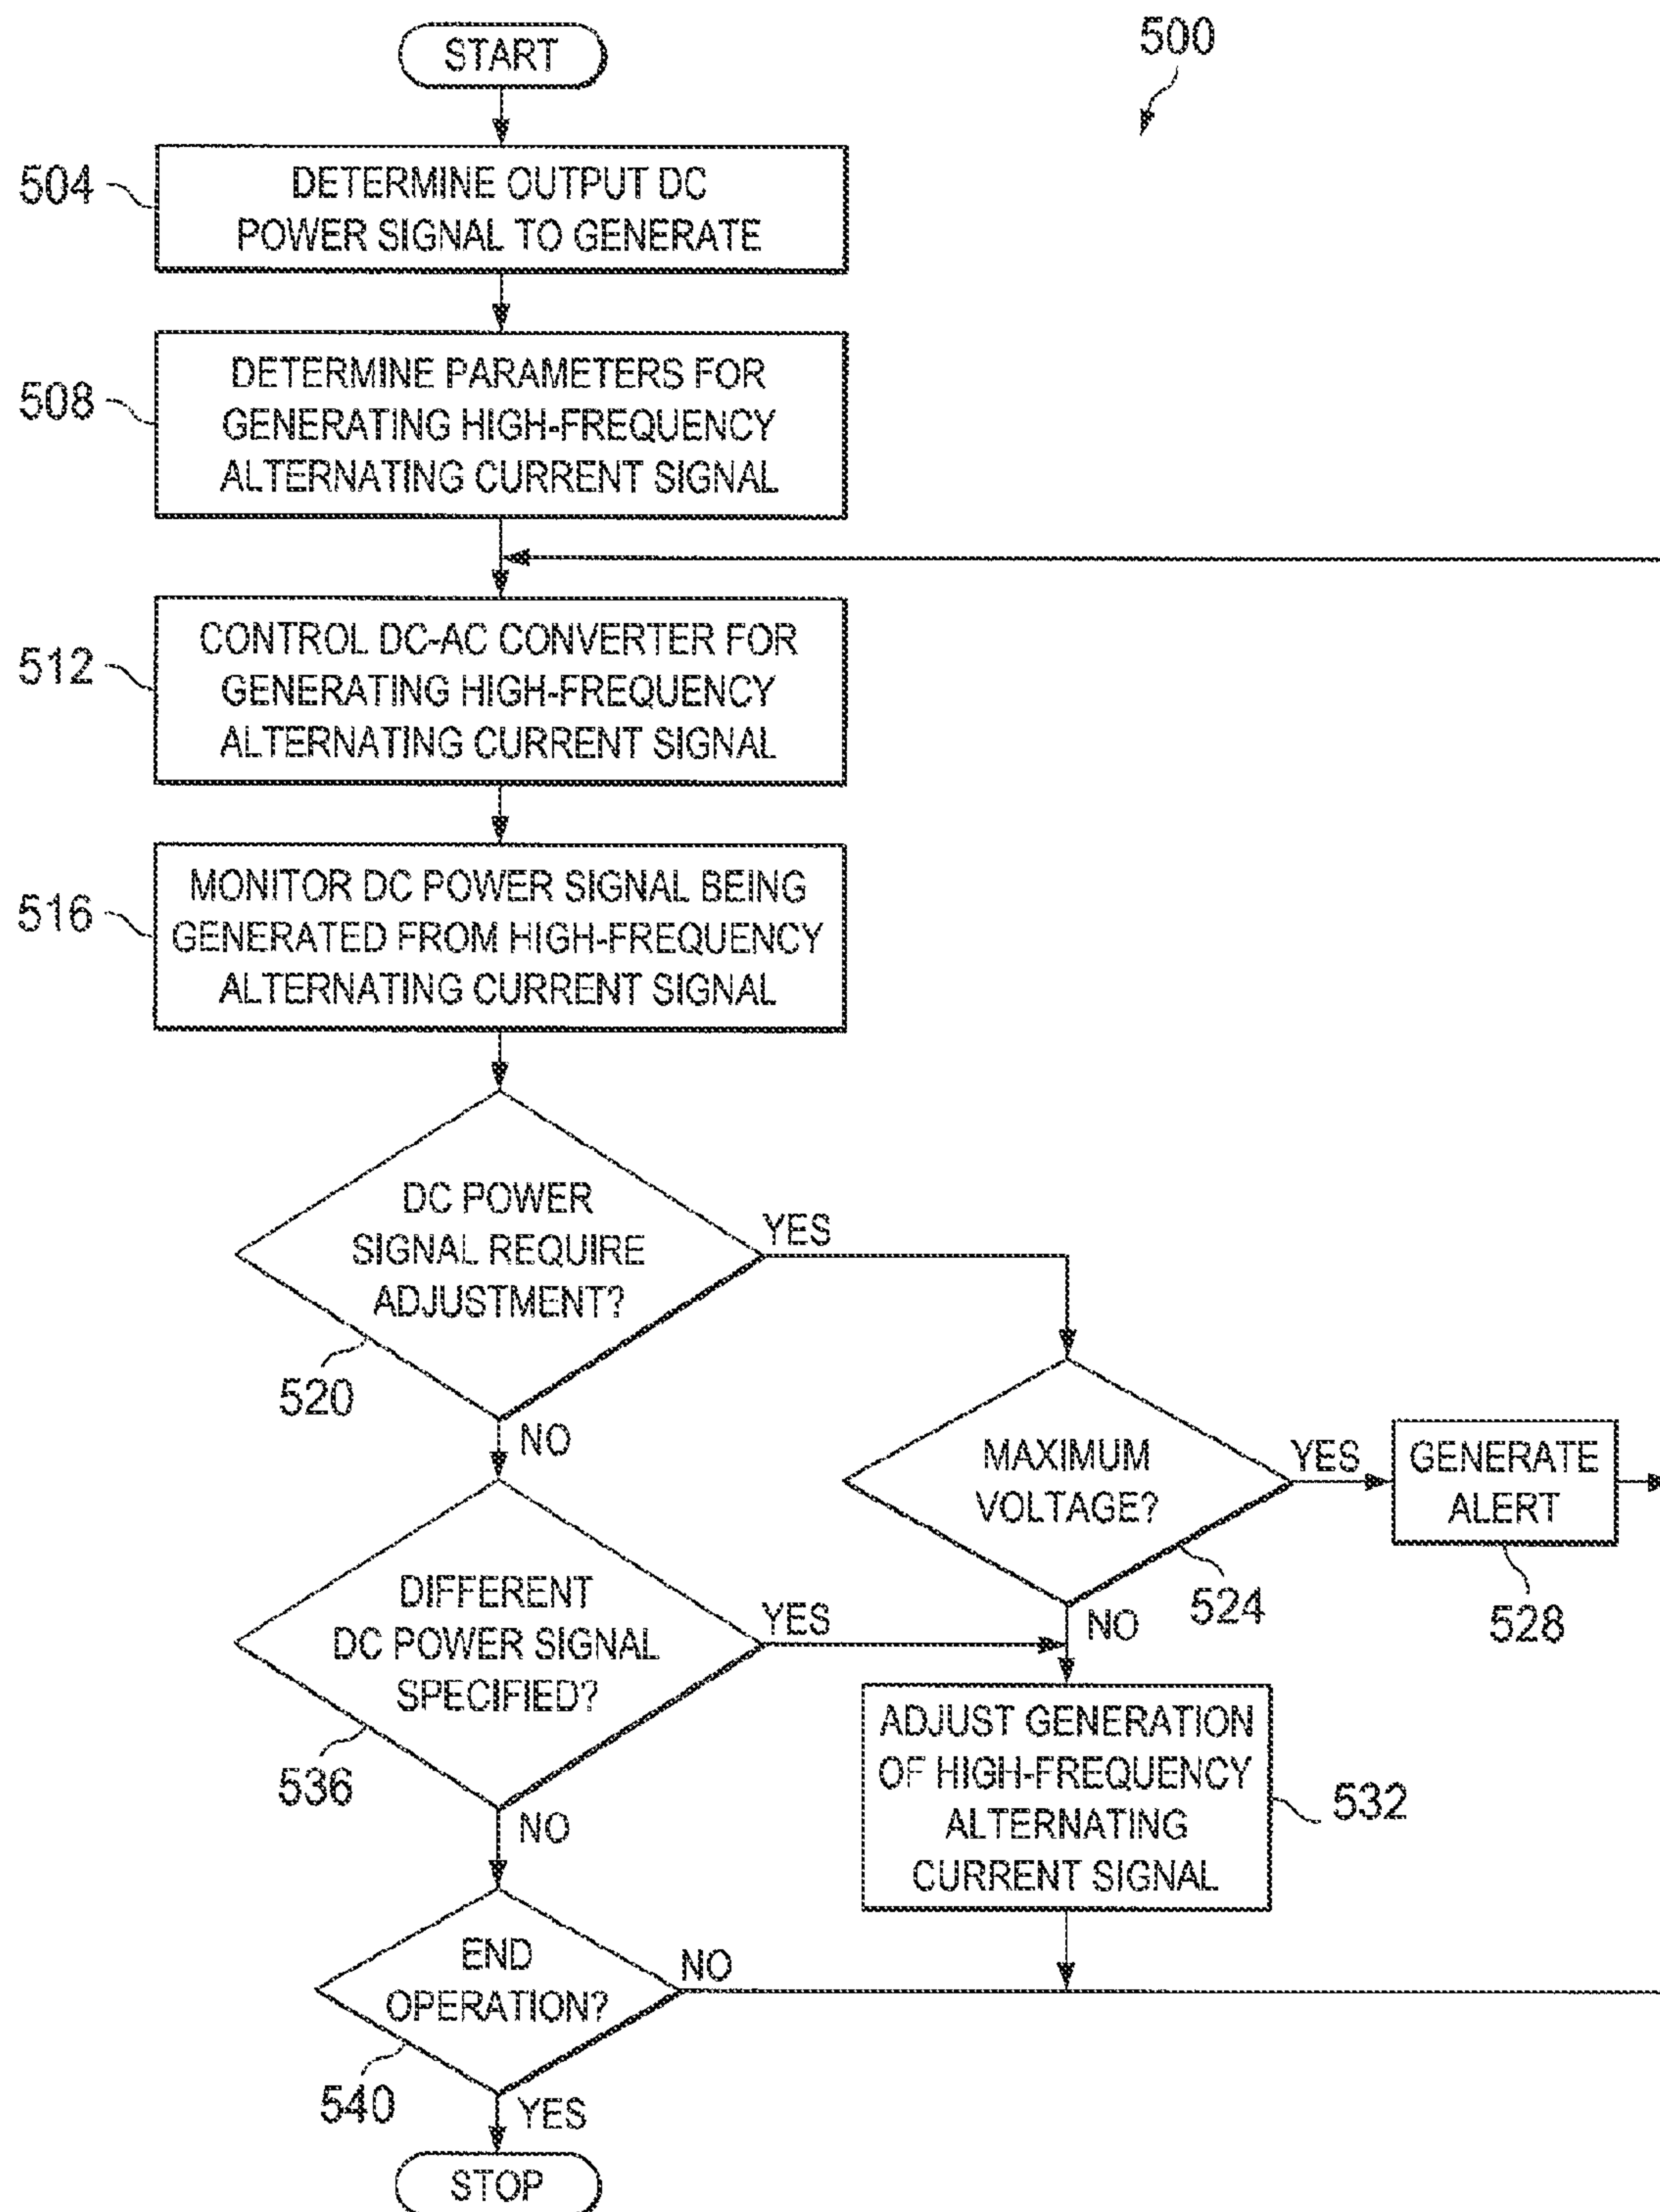 START
500
504
DETERMINE OUTPUT DC
POWER SIGNAL TO GENERATE
508
DETERMINE PARAMETERS FOR
GENERATING HIGH-FREQUENCY
ALTERNATING CURRENT SIGNAL
512
CONTROL DC-AC CONVERTER FOR
GENERATING HIGH-FREQUENCY
ALTERNATING CURRENT SIGNAL
516
MONITOR DC POWER SIGNAL BEING
GENERATED FROM HIGH-FREQUENCY
ALTERNATING CURRENT SIGNAL
DC POWER
SIGNAL REQUIRE
ADJUSTMENT?
YES
520
NO
MAXIMUM
VOLTAGE?
YES
GENERATE
ALERT
524
528
NO
DIFFERENT
DC POWER SIGNAL
SPECIFIED?
YES
536
NO
ADJUST GENERATION
OF HIGH-FREQUENCY
ALTERNATING
CURRENT SIGNAL
532
END
OPERATION?
NO
540
YES
STOP